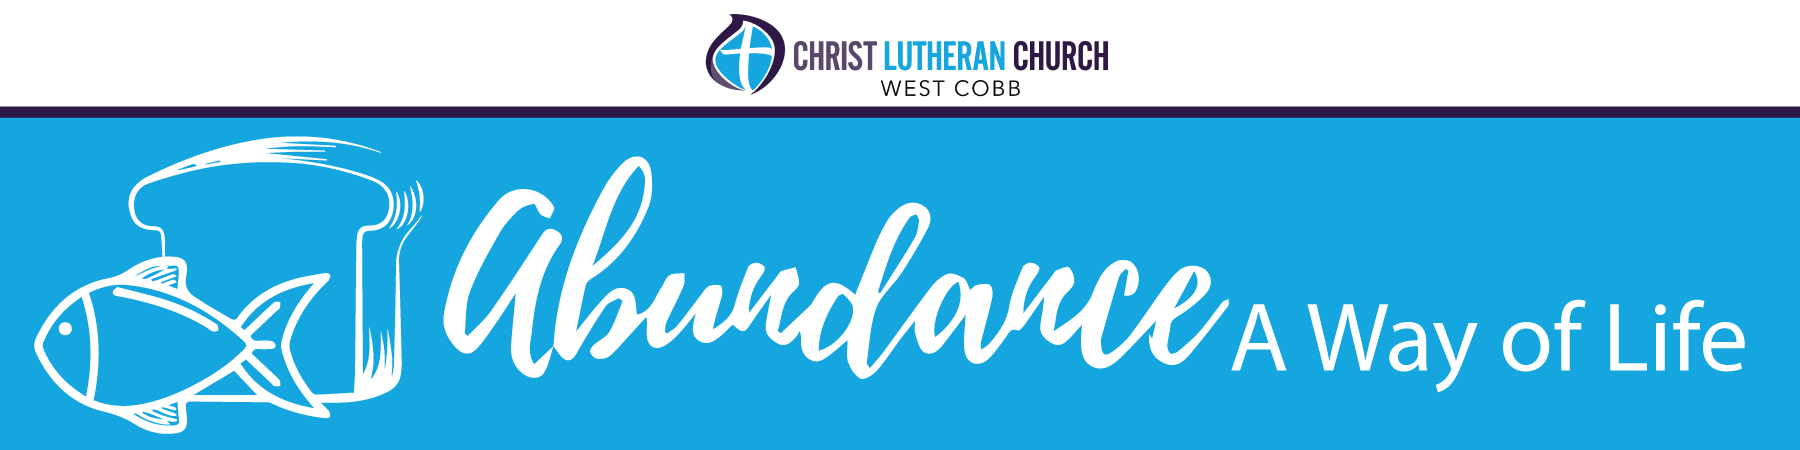 CHRIST LUTHERAN CHURCH
WEST COBB
Abundance A Way of Life